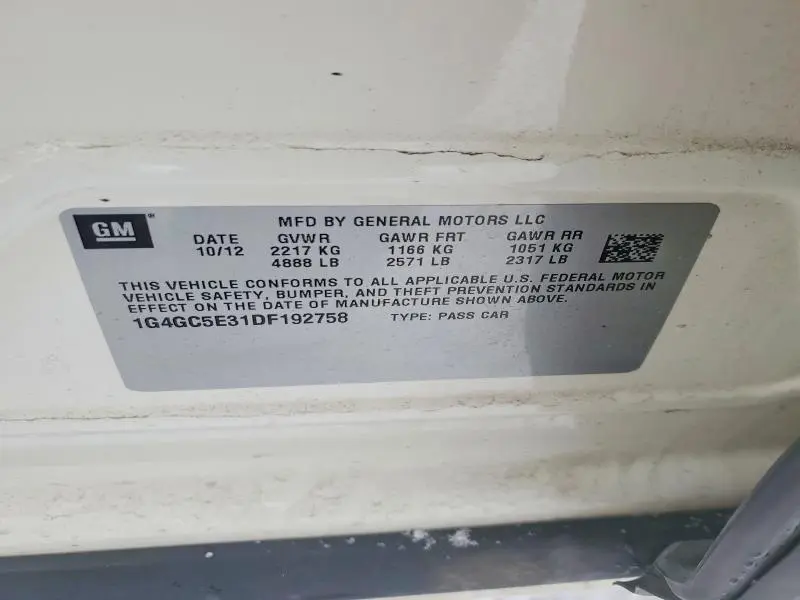 GM ®
MFD BY GENERAL MOTORS LLC
DATE GVWR GAWR FRT GAWR RR
10/12 2217 KG 1166 KG 1051 KG
4888 LB 2571 LB 2317 LB
THIS VEHICLE CONFORMS TO ALL APPLICABLE U.S. FEDERAL MOTOR
VEHICLE SAFETY, BUMPER, AND THEFT PREVENTION STANDARDS IN
EFFECT ON THE DATE OF MANUFACTURE SHOWN ABOVE.
1G4GC5E31DF192758 TYPE: PASS CAR